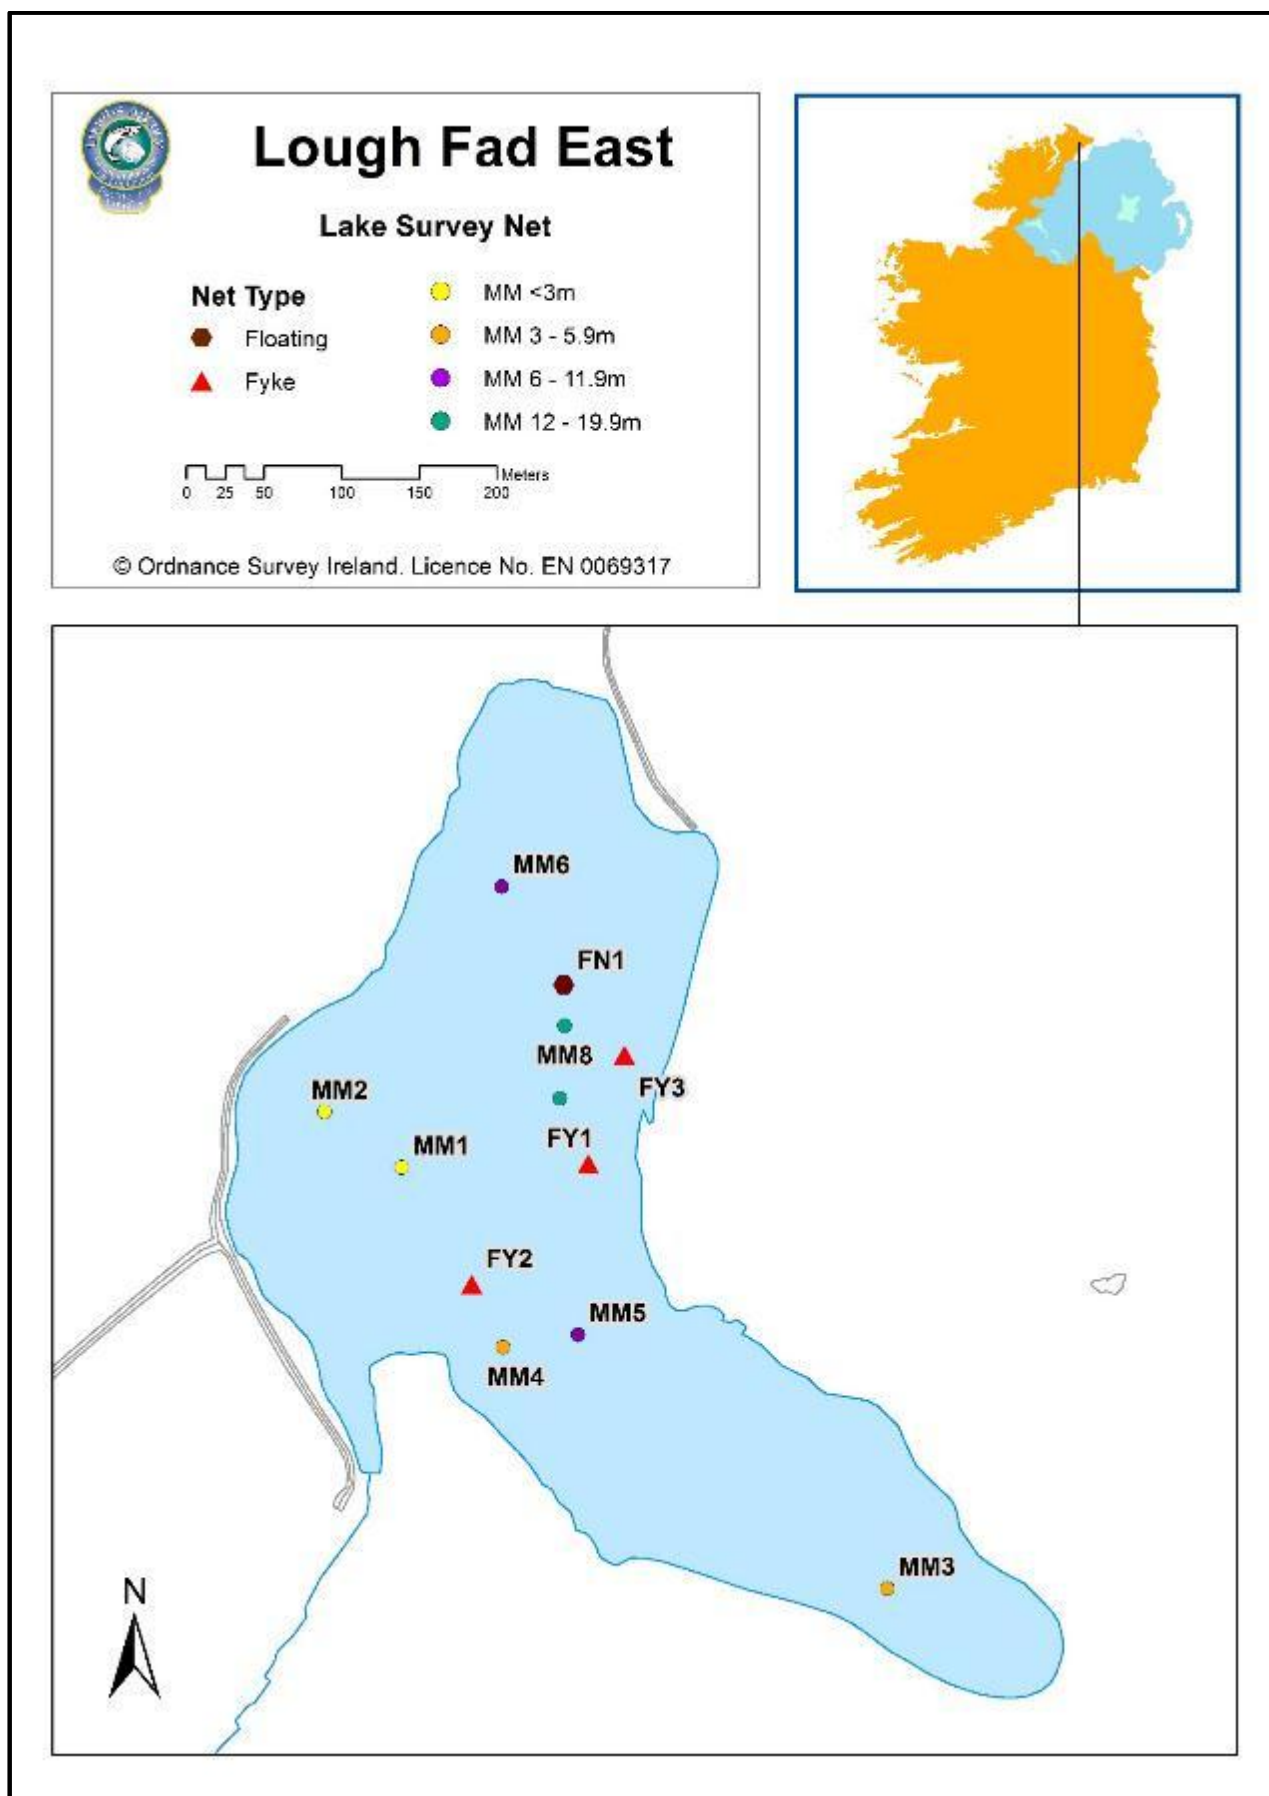 Lough Fad East
Lake Survey Net
Net Type
Floating
Fyke
MM <3m
MM 3 - 5.9m
MM 6 - 11.9m
MM 12 - 19.9m
Meters
0 25 50 100 150 200
© Ordnance Survey Ireland. Licence No. EN 0069317
MM6
FN1
MM8
FY3
MM2
MM1
FY1
FY2
MM5
MM4
MM3
N